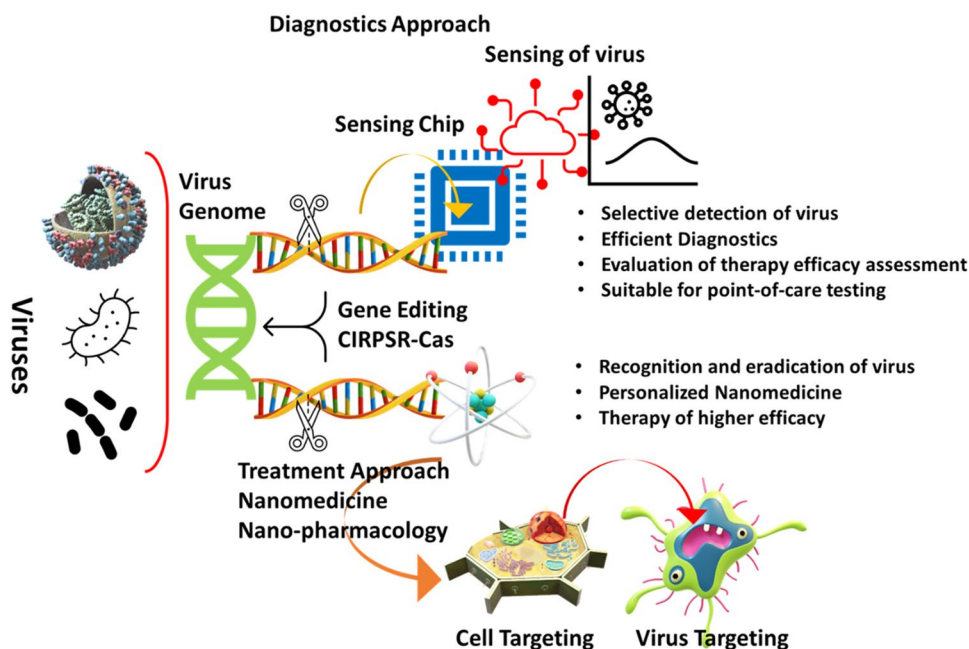 Diagnostics Approach
Sensing of virus
Sensing Chip
Virus
Genome
Viruses
• Selective detection of virus
• Efficient Diagnostics
• Evaluation of therapy efficacy assessment
• Suitable for point-of-care testing
Gene Editing
CIRPSR-Cas
• Recognition and eradication of virus
• Personalized Nanomedicine
• Therapy of higher efficacy
Treatment Approach
Nanomedicine
Nano-pharmacology
Cell Targeting
Virus Targeting